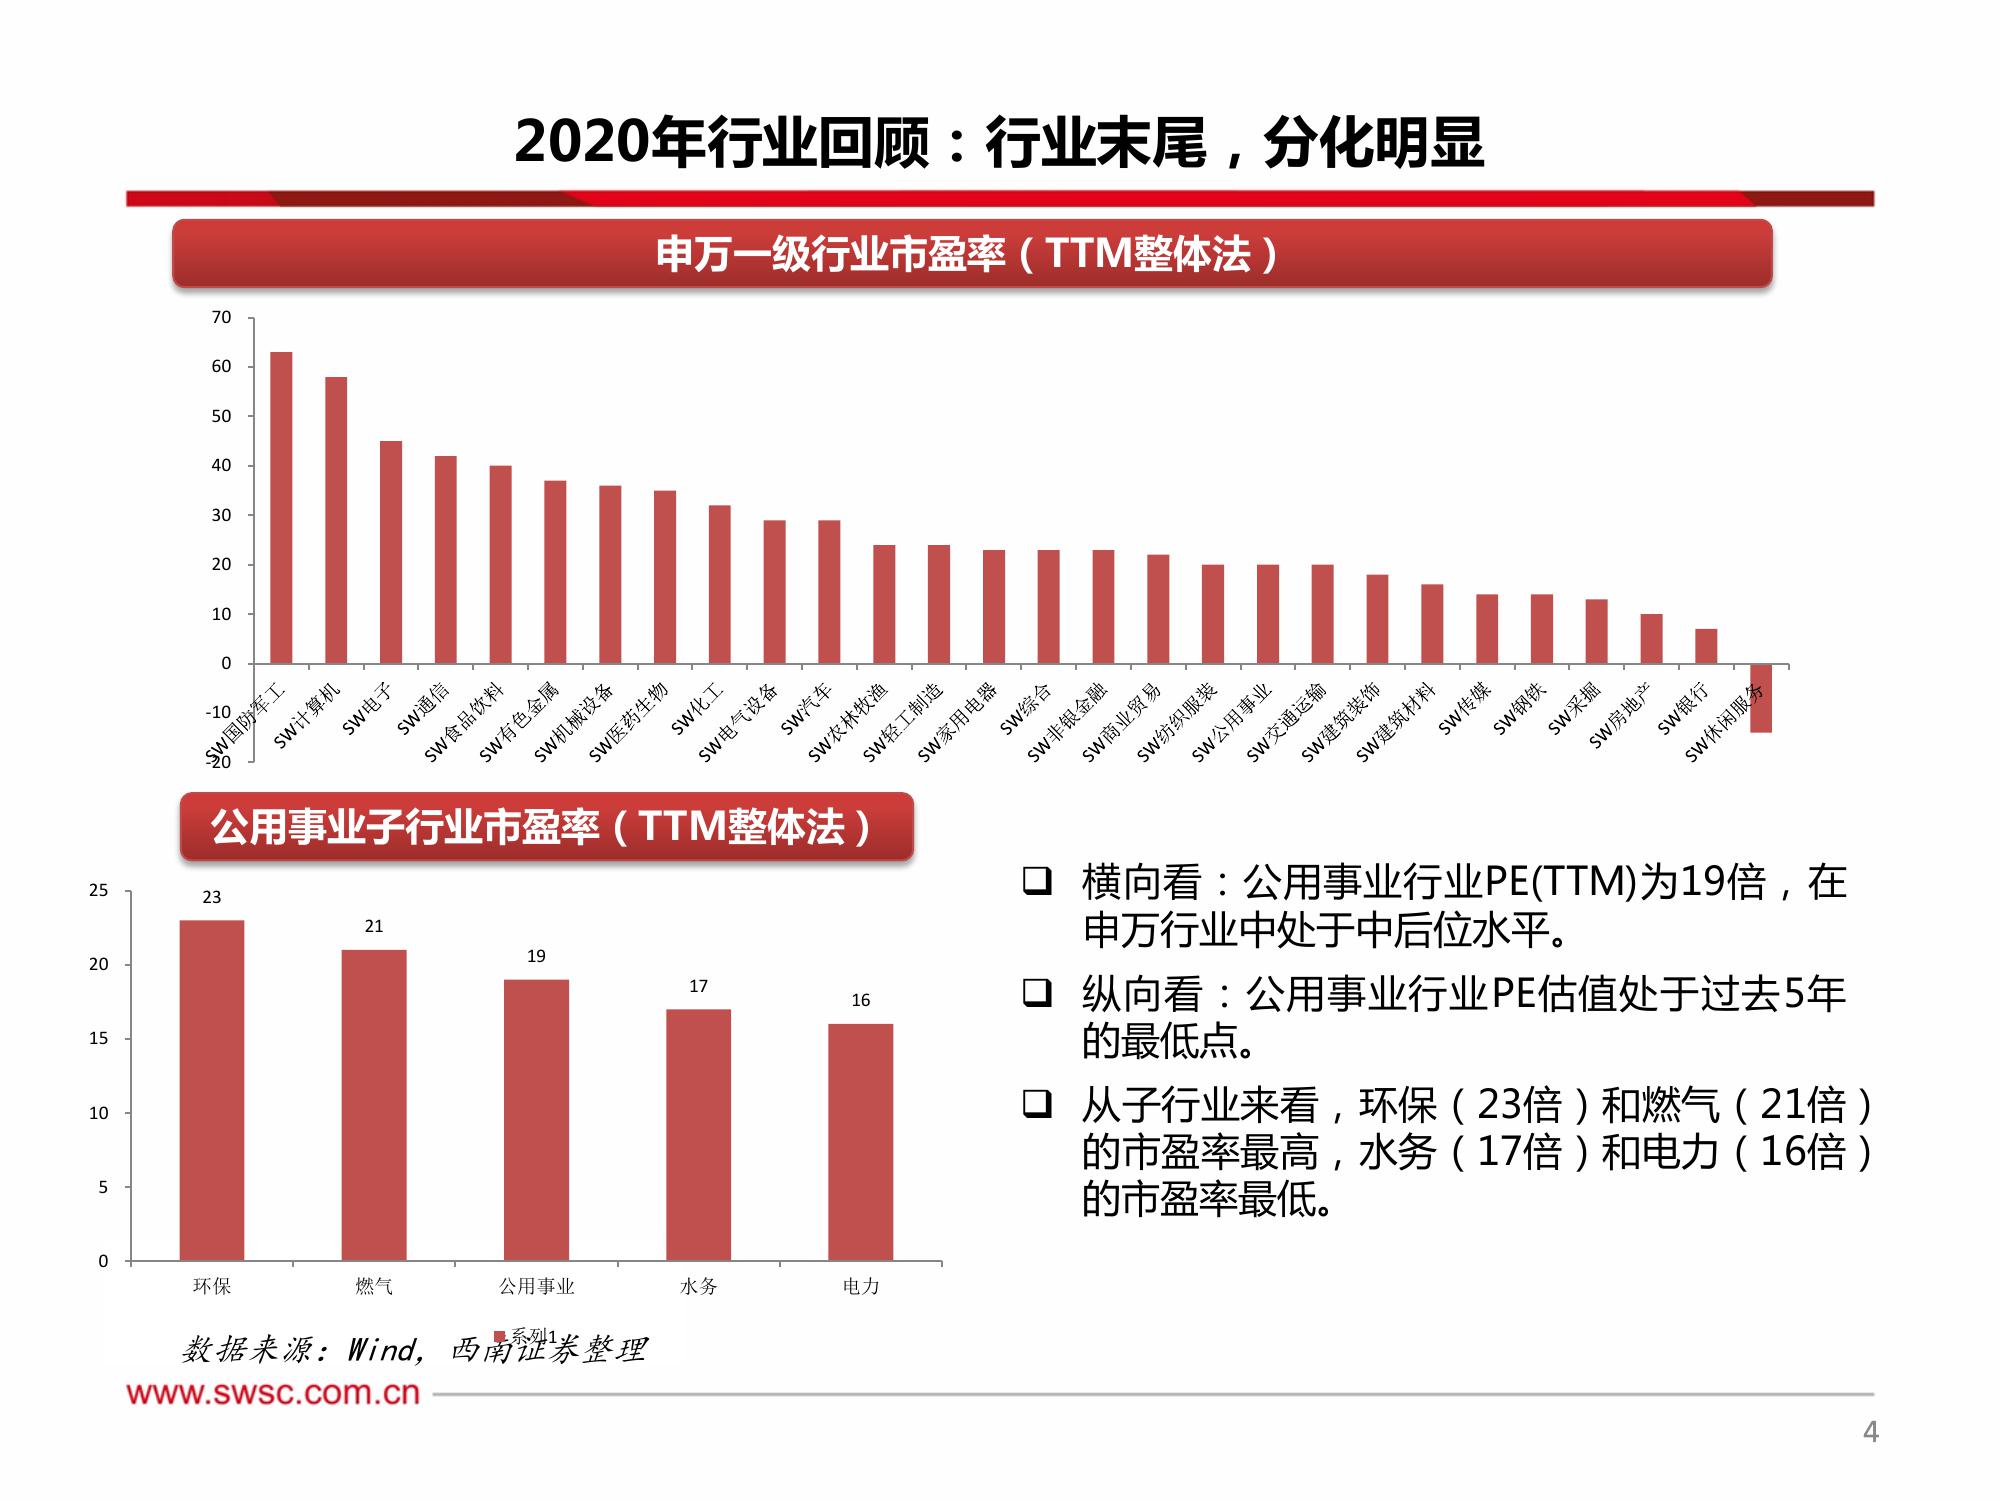 2020年行业回顾：行业末尾，分化明显
申万一级行业市盈率（TTM整体法）
70
60
50
40
30
20
10
0
-10
-20
SW国防军工
SW计算机
SW电子
SW通信
SW食品饮料
SW有色金属
SW机械设备
SW医药生物
SW化工
SW电气设备
SW汽车
SW农林牧渔
SW轻工制造
SW家用电器
SW综合
SW非银金融
SW商业贸易
SW纺织服装
SW公用事业
SW交通运输
SW建筑装饰
SW建筑材料
SW传媒
SW钢铁
SW采掘
SW房地产
SW银行
SW休闲服务
公用事业子行业市盈率（TTM整体法）
25
20
15
10
5
0
23
21
19
17
16
环保
燃气
公用事业
水务
电力
系列1
数据来源：Wind，西南证券整理
❑ 横向看：公用事业行业PE(TTM)为19倍，在
申万行业中处于中后位水平。
❑ 纵向看：公用事业行业PE估值处于过去5年
的最低点。
❑ 从子行业来看，环保（23倍）和燃气（21倍）
的市盈率最高，水务（17倍）和电力（16倍）
的市盈率最低。
www.swsc.com.cn
4